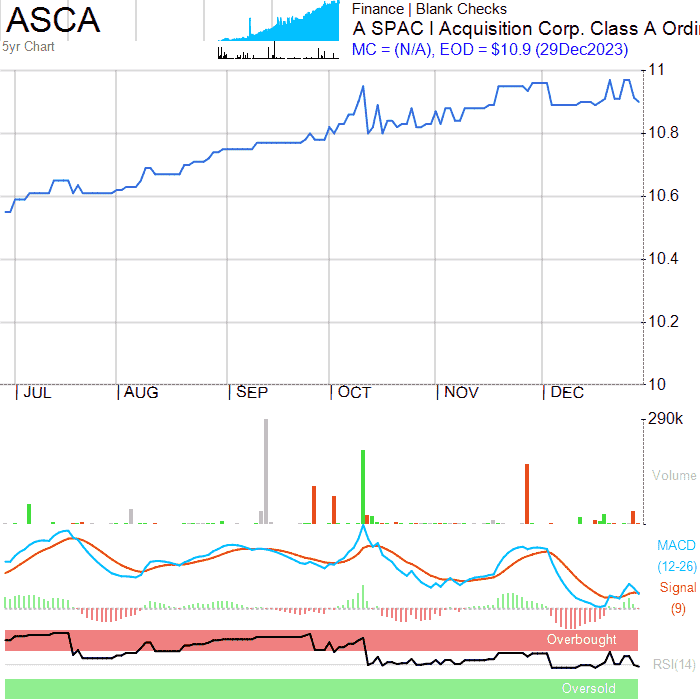 ASCA
5yr Chart
Finance | Blank Checks
A SPAC I Acquisition Corp. Class A Ordi
MC = (N/A), EOD = $10.9 (29Dec2023)
11
10.8
10.6
10.4
10.2
10
JUL AUG SEP OCT NOV DEC
290k
Volume
MACD
(12-26)
Signal
(9)
Overbought
RSI(14)
Oversold